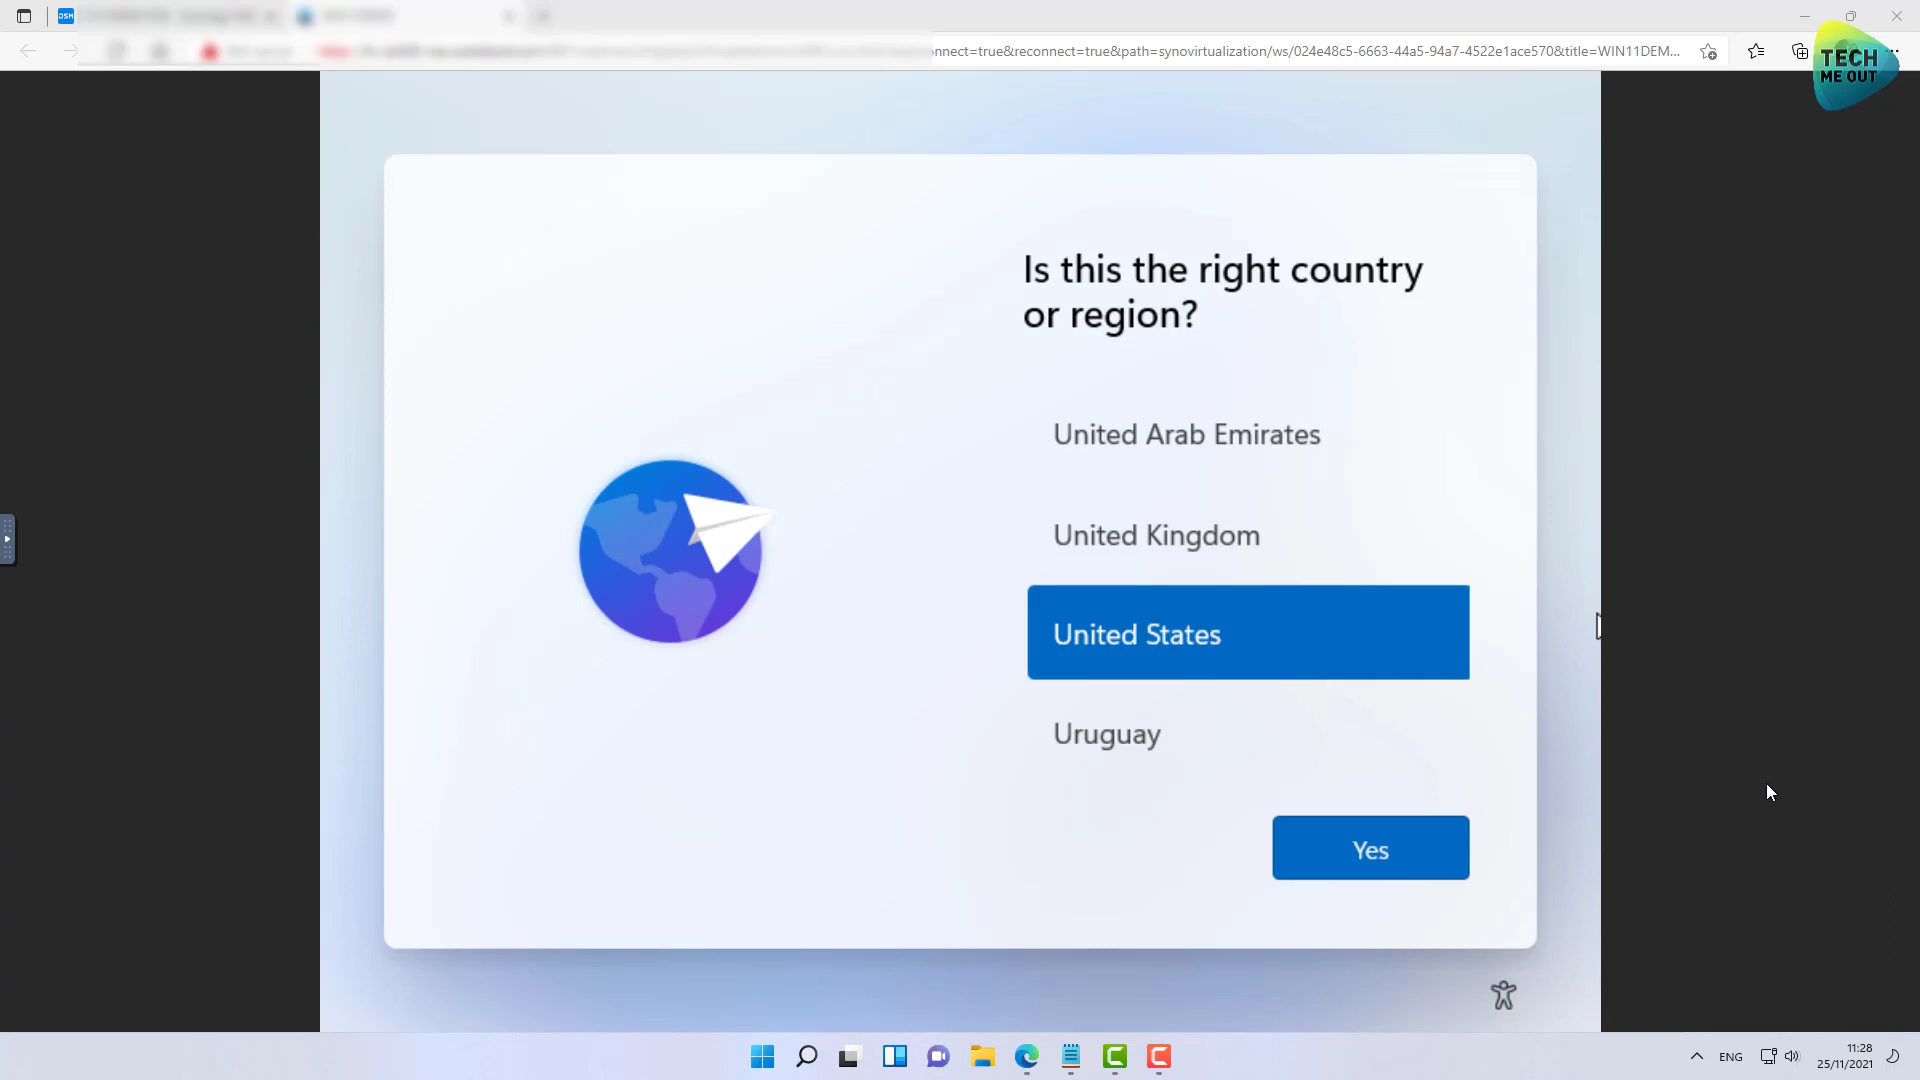 DSM
onnect=true&reconnect=true&path=synovirtualization/ws/024e48c5-6663-44a5-94a7-4522e1ace570&title=WIN11DEM...
TECH
ME OUT
Is this the right country
or region?
United Arab Emirates
United Kingdom
United States
Uruguay
Yes
ENG
11:28
25/11/2021